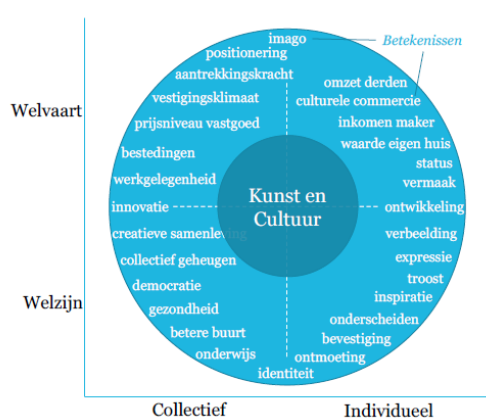 imago
Betekenissen
positionering
aantrekkingskracht
omzet derden
vestigingsklimaat
culturele commercie
Welvaart
prijsniveau vastgoed
inkomen maker
waarde eigen huis
bestedingen
status
werkgelegenheid
vermaak
Kunst en
Cultuur
innovatie
ontwikkeling
creatieve samenleving
verbeelding
collectief geheugen
expressie
democratie
troost
Welzijn
gezondheid
inspiratie
onderscheiden
betere buurt
bevestiging
onderwijs
ontmoeting
identiteit
Collectief
Individueel